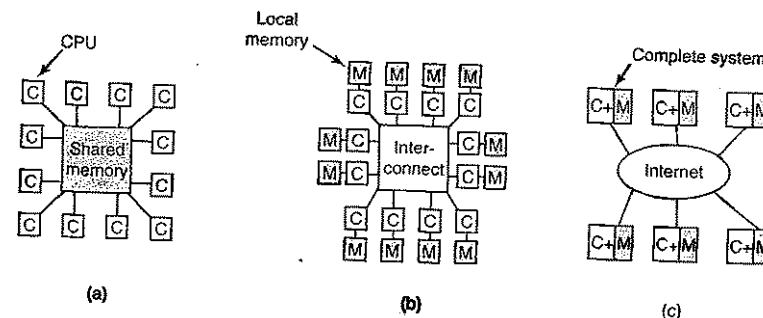 CPU
C C C C
C C
Shared
memory
C C
C C C C
(a)
Local
memory
M M M M
C C C C
M C C M
Inter-
connect
M C C M
C C C C
M M M M
(b)
Complete system
C+ M C+ M C+ M
Internet
C+ M C+ M C+ M
(c)